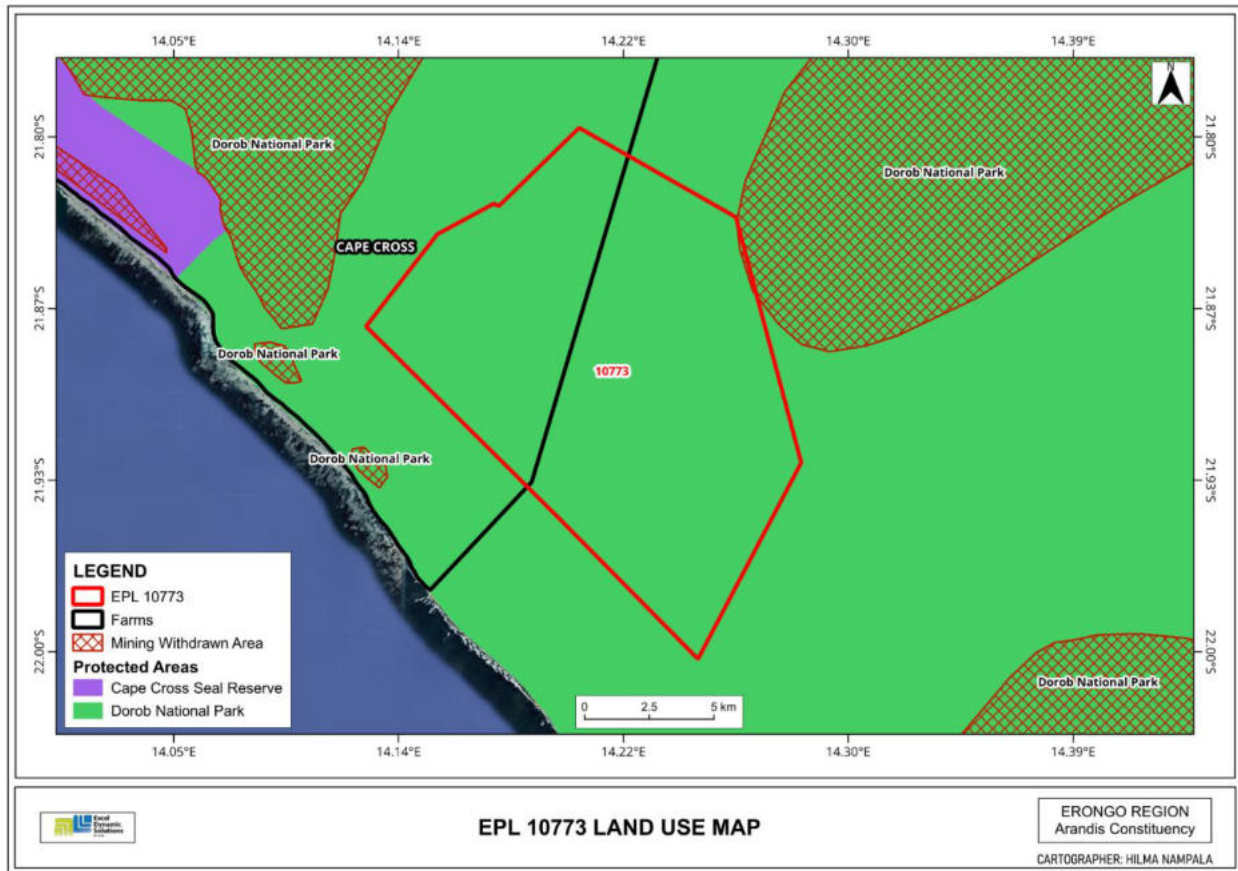 14.05°E 14.14°E 14.22°E 14.30°E 14.39°E
N
21.80°S
21.80°S
Dorob National Park
Dorob National Park
CAPE CROSS
21.87°S
21.87°S
Dorob National Park
10773
Dorob National Park
21.93°S
21.93°S
LEGEND
EPL 10773
Farms
Mining Withdrawn Area
Protected Areas
Cape Cross Seal Reserve
Dorob National Park
22.00°S
22.00°S
Dorob National Park
0 2.5 5 km
14.05°E 14.14°E 14.22°E 14.30°E 14.39°E
Excel
Dynamic
Solutions
EPL 10773 LAND USE MAP
ERONGO REGION
Arandis Constituency
CARTOGRAPHER: HILMA NAMPALA